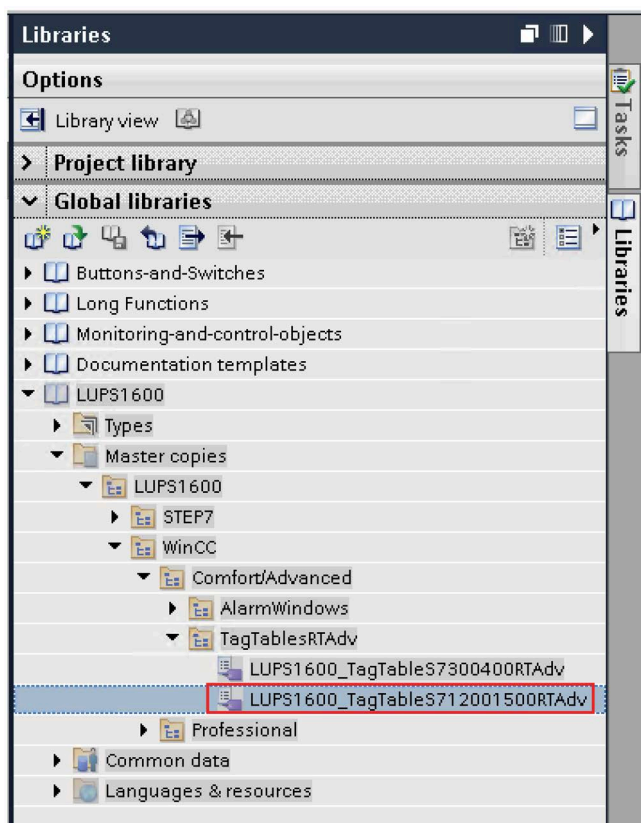 Libraries
Options
Library view
Project library
Global libraries
Buttons-and-Switches
Long Functions
Monitoring-and-control-objects
Documentation templates
LUPS1600
Types
Master copies
LUPS1600
STEP7
WinCC
Comfort/Advanced
AlarmWindows
TagTablesRTAdv
LUPS1600_TagTableS7300400RTAdv
LUPS1600_TagTableS712001500RTAdv
Professional
Common data
Languages & resources
Tasks
Libraries